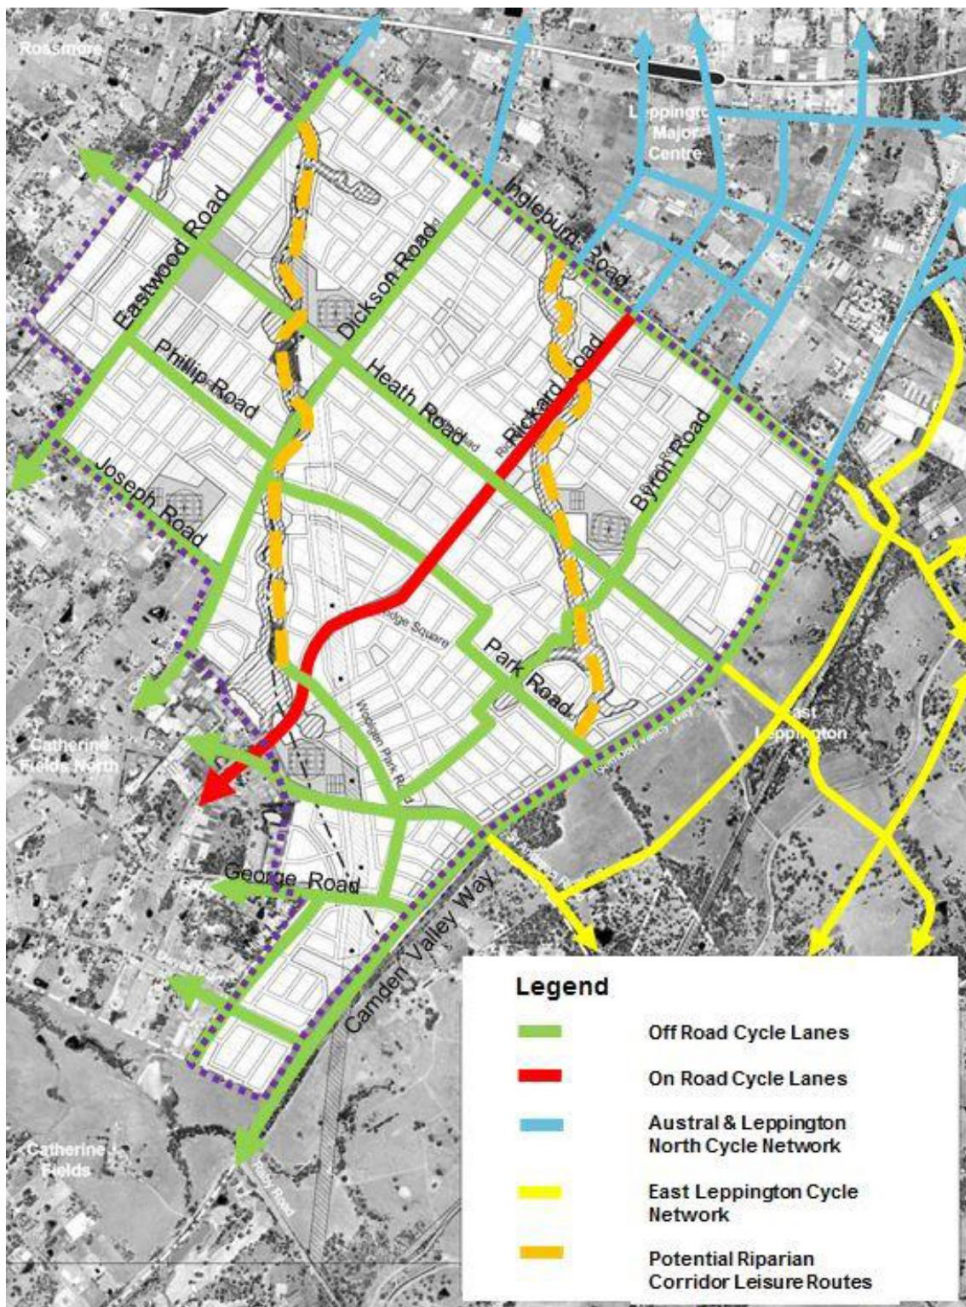 Rossmore
Leppington
Major
Centre
Ingleburn Road
Eastwood Road
Dickson Road
Phillip Road
Heath Road
Rickard Road
Byron Road
Joseph Road
Park Road
East
Leppington
Catherine
Fields North
George Road
Camden Valley Way
Catherine
Fields
Legend
Off Road Cycle Lanes
On Road Cycle Lanes
Austral & Leppington
North Cycle Network
East Leppington Cycle
Network
Potential Riparian
Corridor Leisure Routes